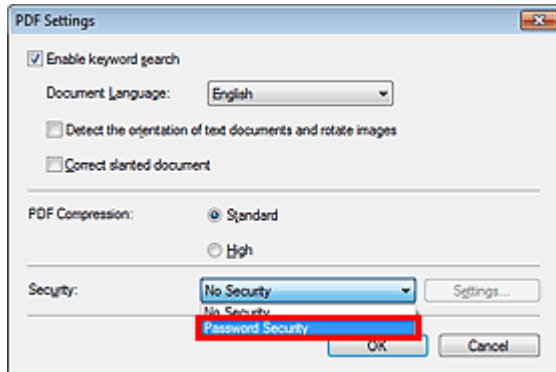 PDF Settings
Enable keyword search
Document Language: English
Detect the orientation of text documents and rotate images
Correct slanted document
PDF Compression: Standard
High
Security: No Security Settings...
No Security
Password Security
OK Cancel